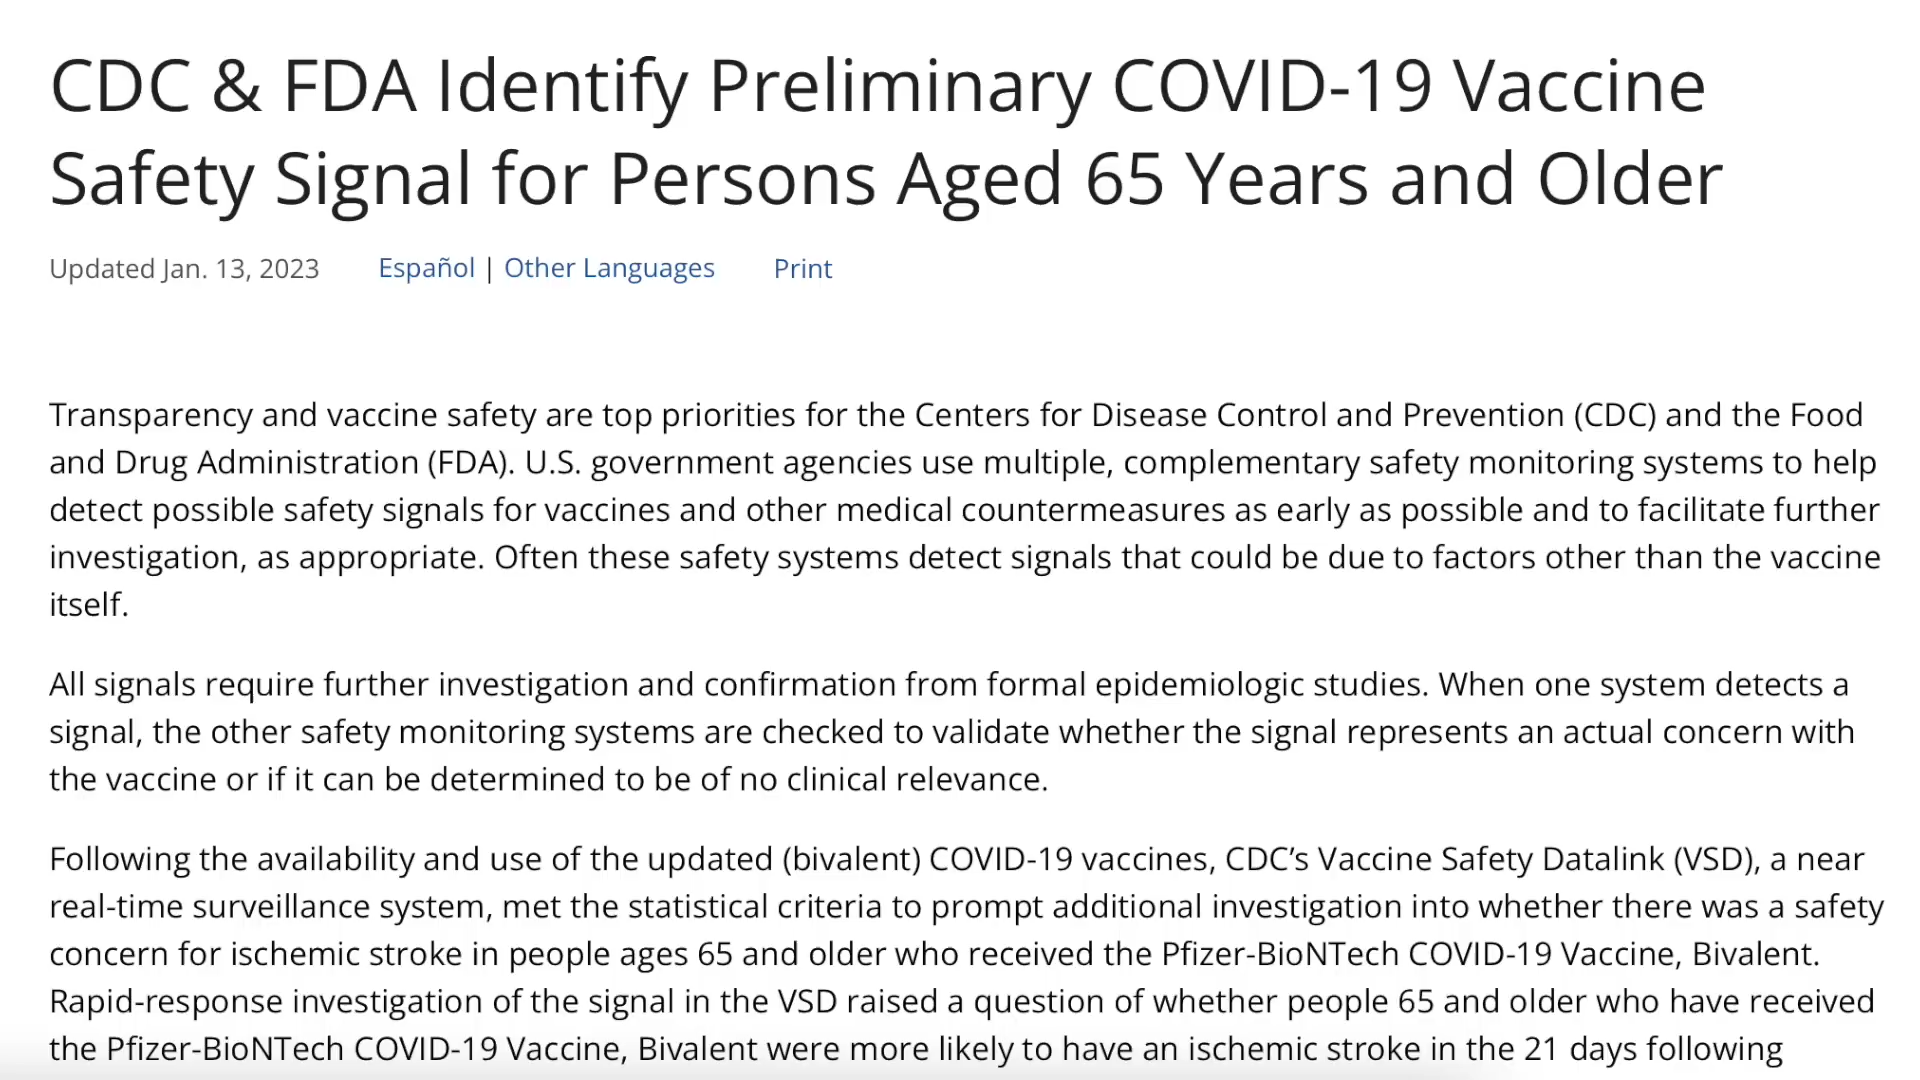 CDC & FDA Identify Preliminary COVID-19 Vaccine
Safety Signal for Persons Aged 65 Years and Older
Updated Jan. 13, 2023 Español | Other Languages Print
Transparency and vaccine safety are top priorities for the Centers for Disease Control and Prevention (CDC) and the Food
and Drug Administration (FDA). U.S. government agencies use multiple, complementary safety monitoring systems to help
detect possible safety signals for vaccines and other medical countermeasures as early as possible and to facilitate further
investigation, as appropriate. Often these safety systems detect signals that could be due to factors other than the vaccine
itself.
All signals require further investigation and confirmation from formal epidemiologic studies. When one system detects a
signal, the other safety monitoring systems are checked to validate whether the signal represents an actual concern with
the vaccine or if it can be determined to be of no clinical relevance.
Following the availability and use of the updated (bivalent) COVID-19 vaccines, CDC’s Vaccine Safety Datalink (VSD), a near
real-time surveillance system, met the statistical criteria to prompt additional investigation into whether there was a safety
concern for ischemic stroke in people ages 65 and older who received the Pfizer-BioNTech COVID-19 Vaccine, Bivalent.
Rapid-response investigation of the signal in the VSD raised a question of whether people 65 and older who have received
the Pfizer-BioNTech COVID-19 Vaccine, Bivalent were more likely to have an ischemic stroke in the 21 days following